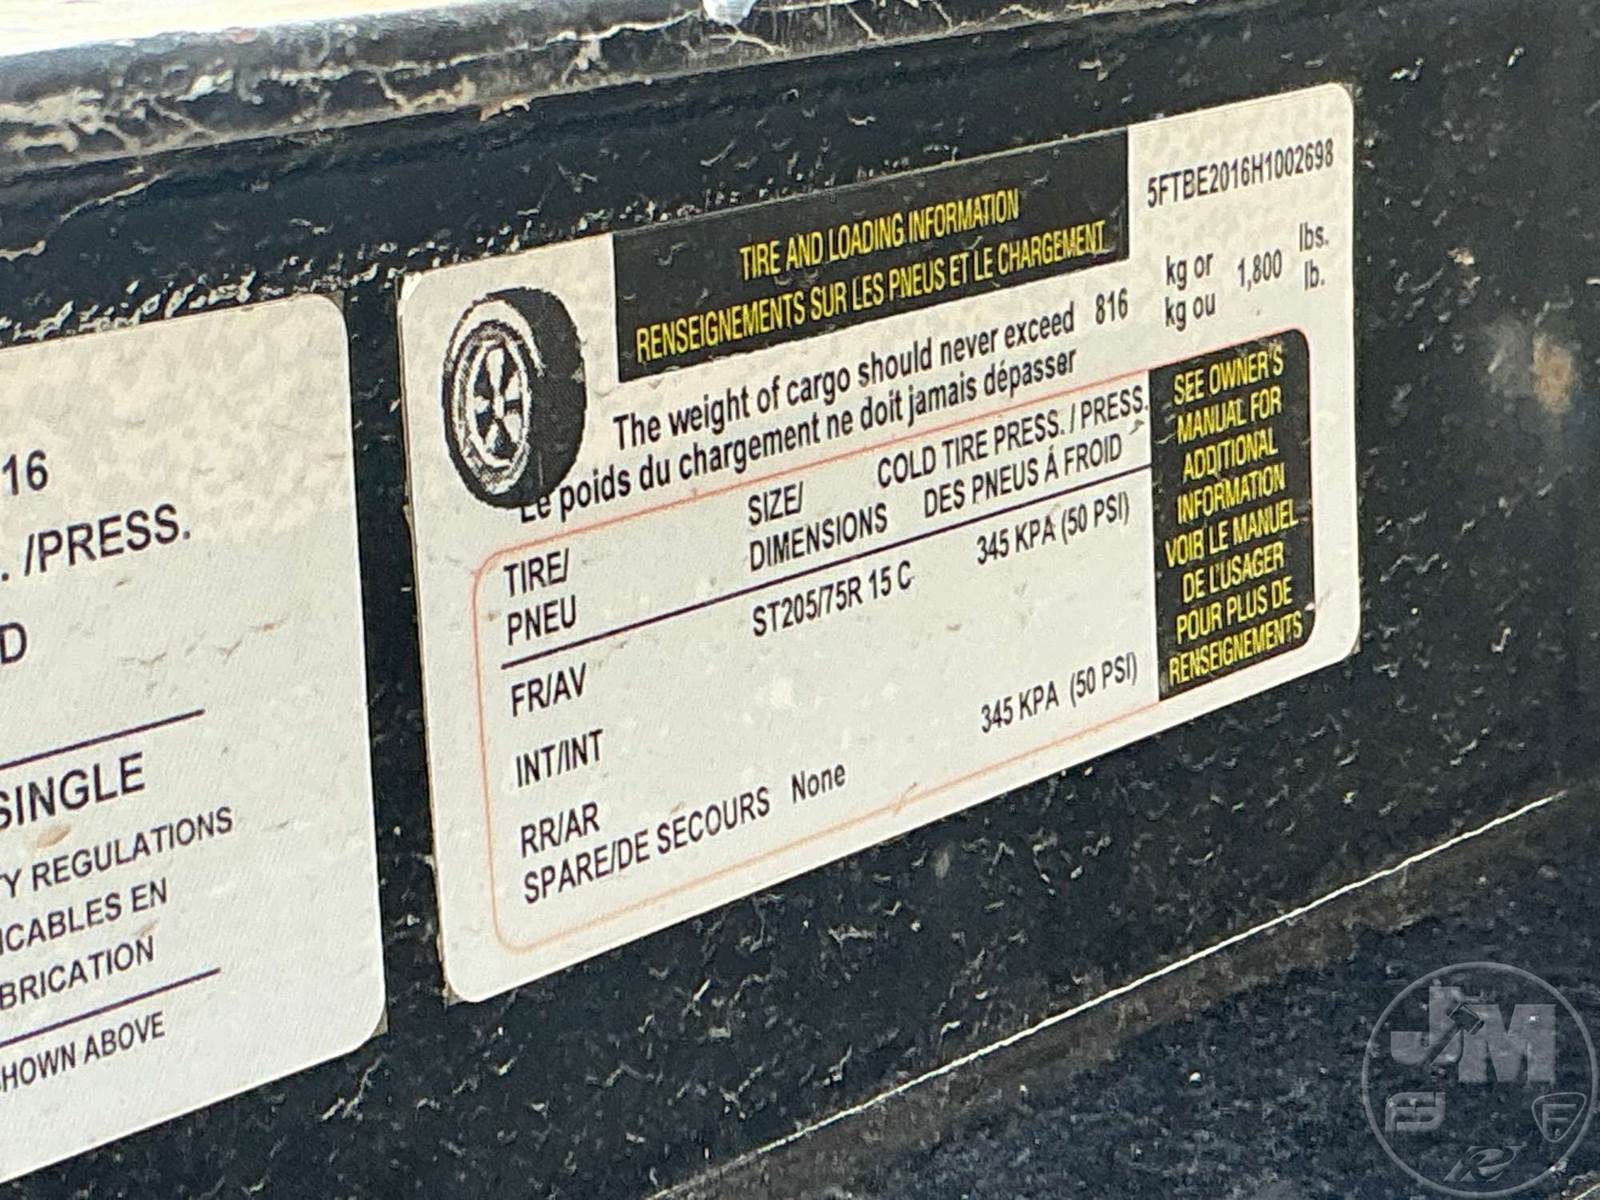 16
. /PRESS.
D
SINGLE
Y REGULATIONS
ICABLES EN
BRICATION
HOWN ABOVE
5FTBE2016H1002698
TIRE AND LOADING INFORMATION
RENSEIGNEMENTS SUR LES PNEUS ET LE CHARGEMENT
The weight of cargo should never exceed 816 kg or 1,800 lbs.
Le poids du chargement ne doit jamais dépasser kg ou lb.
TIRE/ SIZE/ COLD TIRE PRESS. / PRESS.
PNEU DIMENSIONS DES PNEUS À FROID
FR/AV ST205/75R 15 C 345 KPA (50 PSI)
INT/INT
RR/AR 345 KPA (50 PSI)
SPARE/DE SECOURS None
SEE OWNER'S
MANUAL FOR
ADDITIONAL
INFORMATION
VOIR LE MANUEL
DE L'USAGER
POUR PLUS DE
RENSEIGNEMENTS
JM